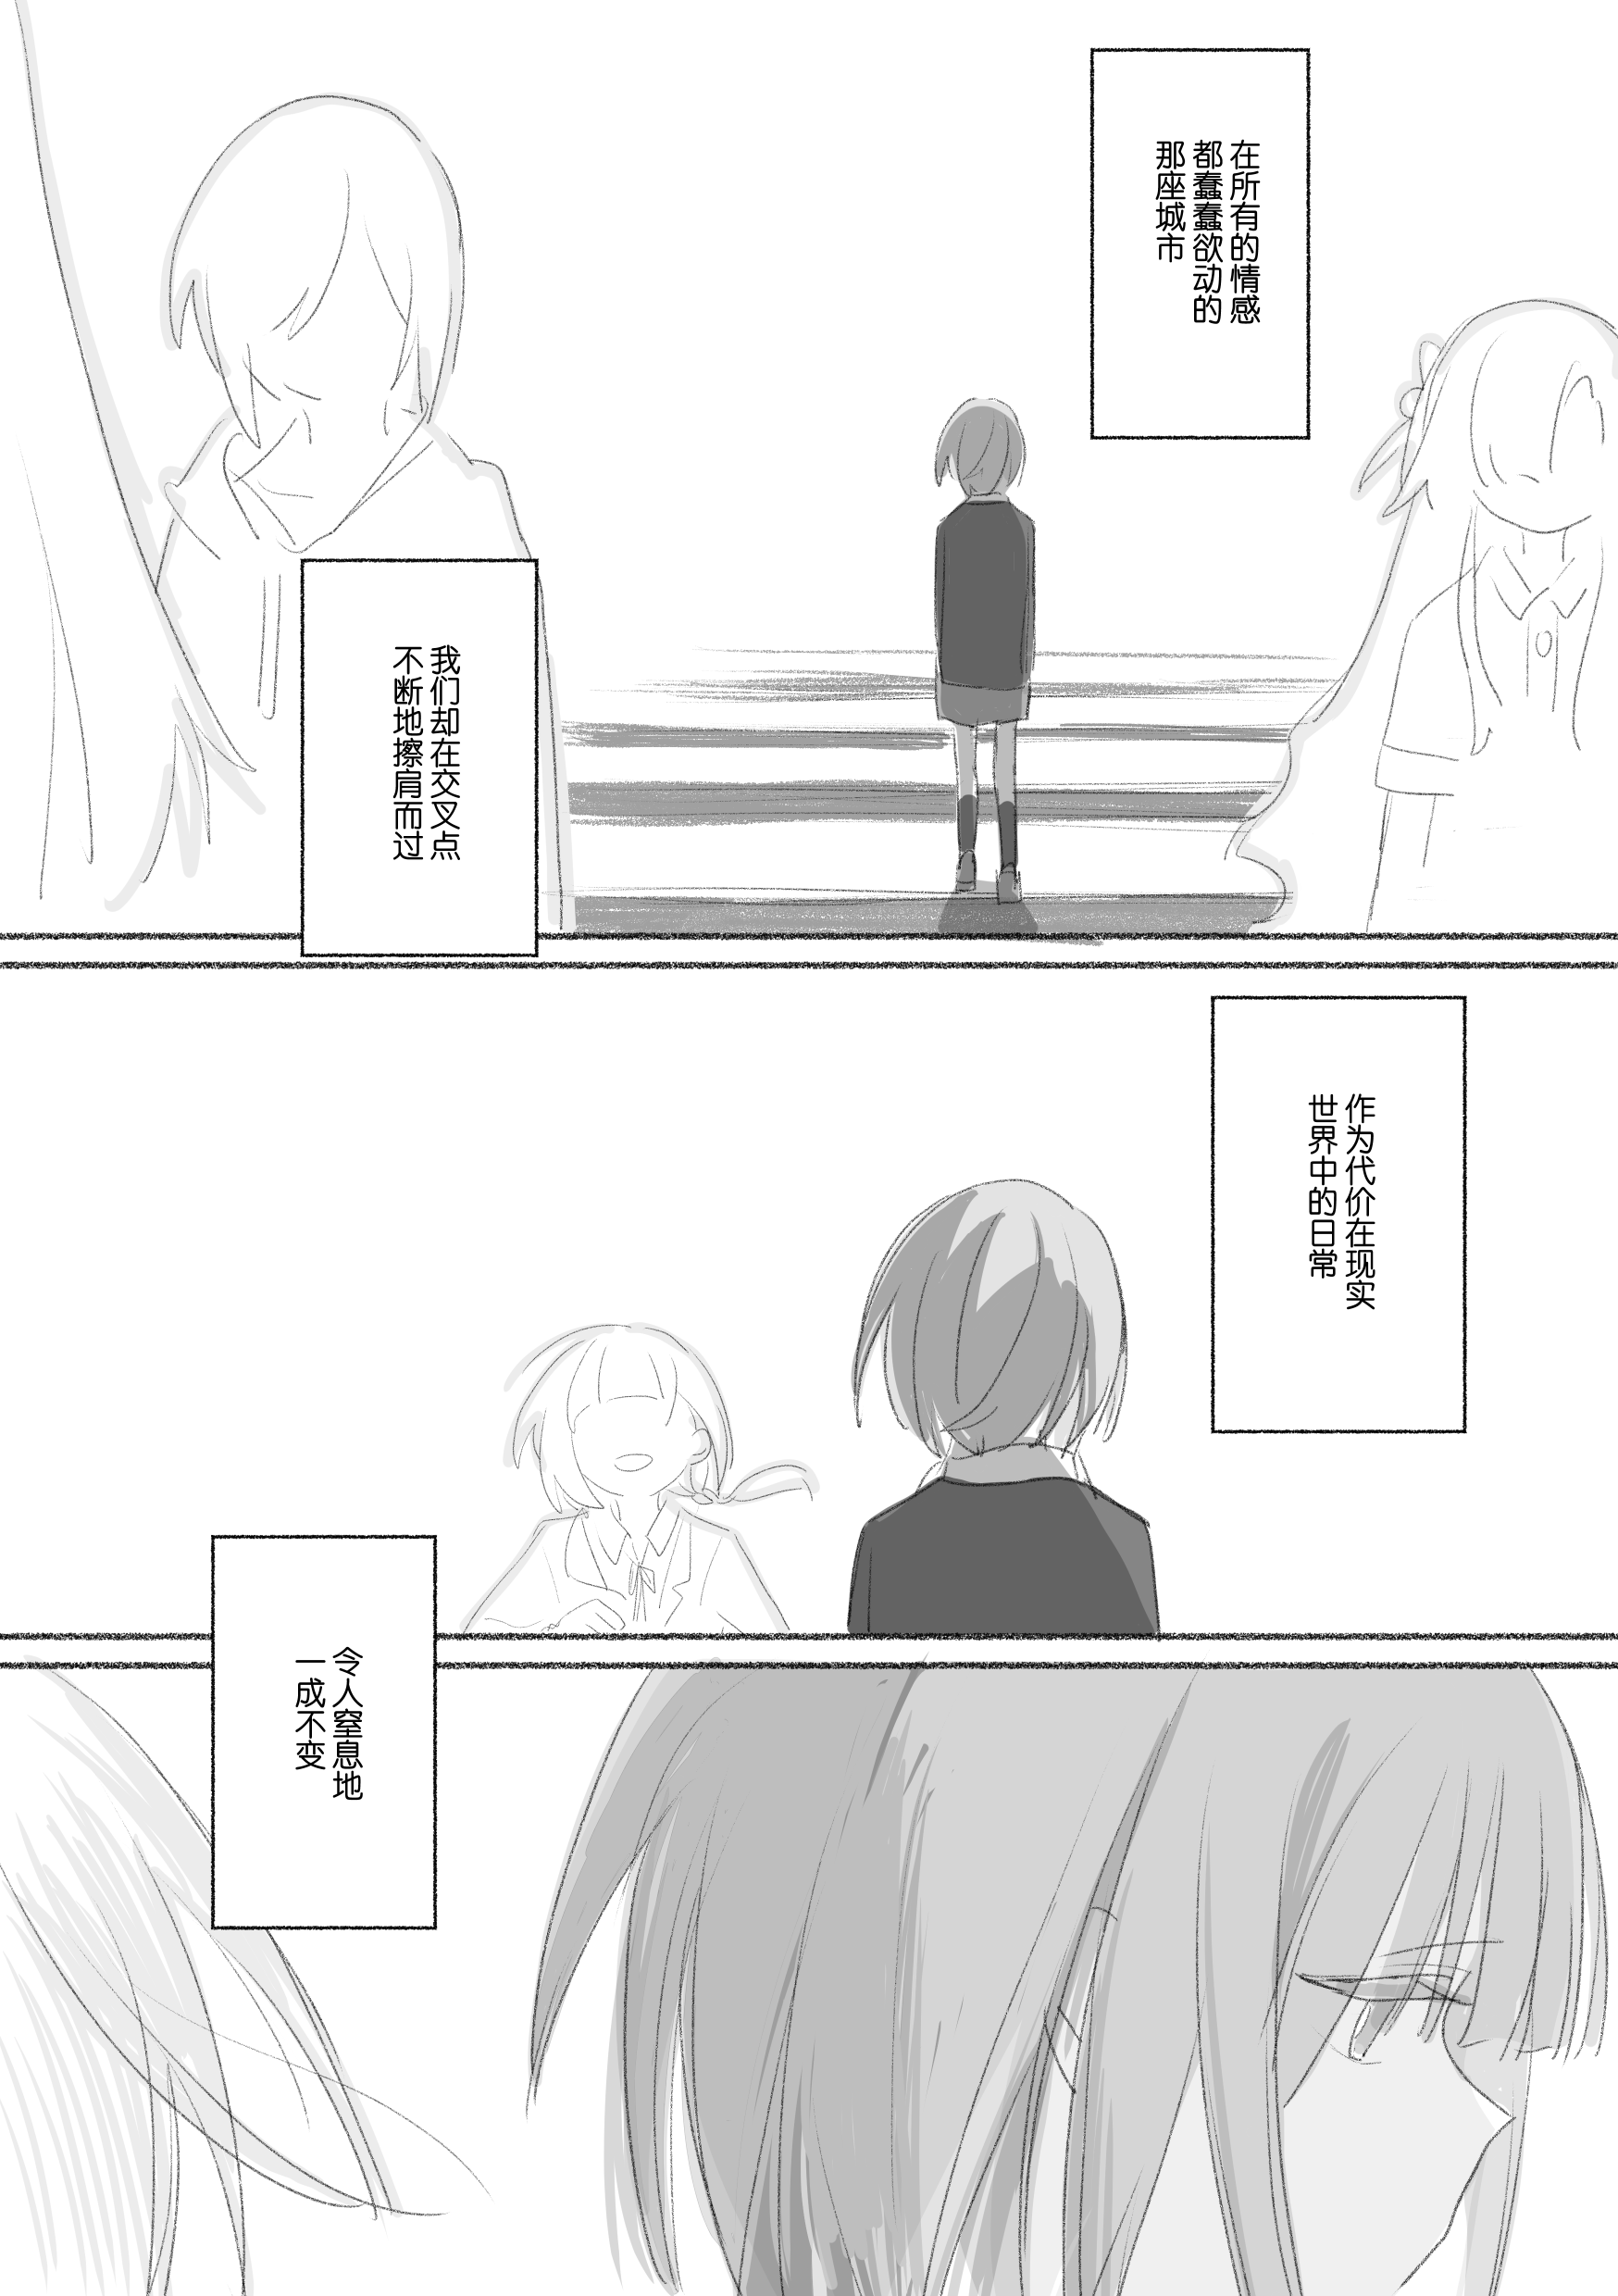 在所有的情感
都蠢蠢欲动的
那座城市
我们却在交叉点
不断地擦肩而过
作为代价在现实
世界中的日常
令人窒息地
一成不变